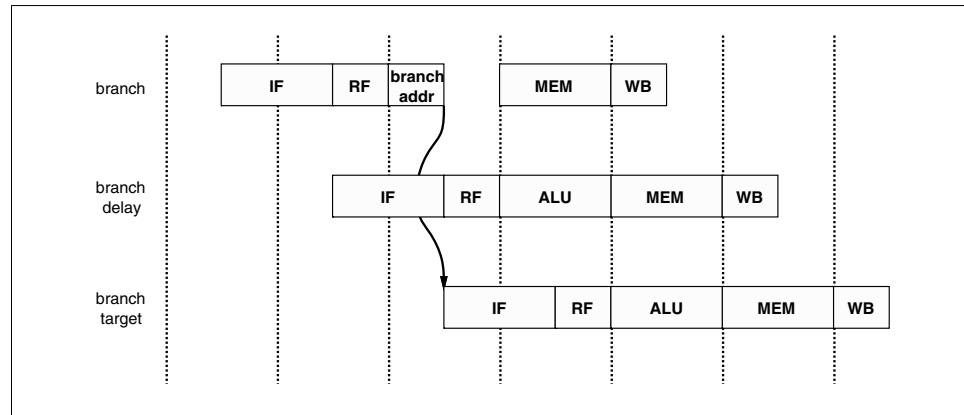 branch IF RF branch addr MEM WB
branch delay IF RF ALU MEM WB
branch target IF RF ALU MEM WB